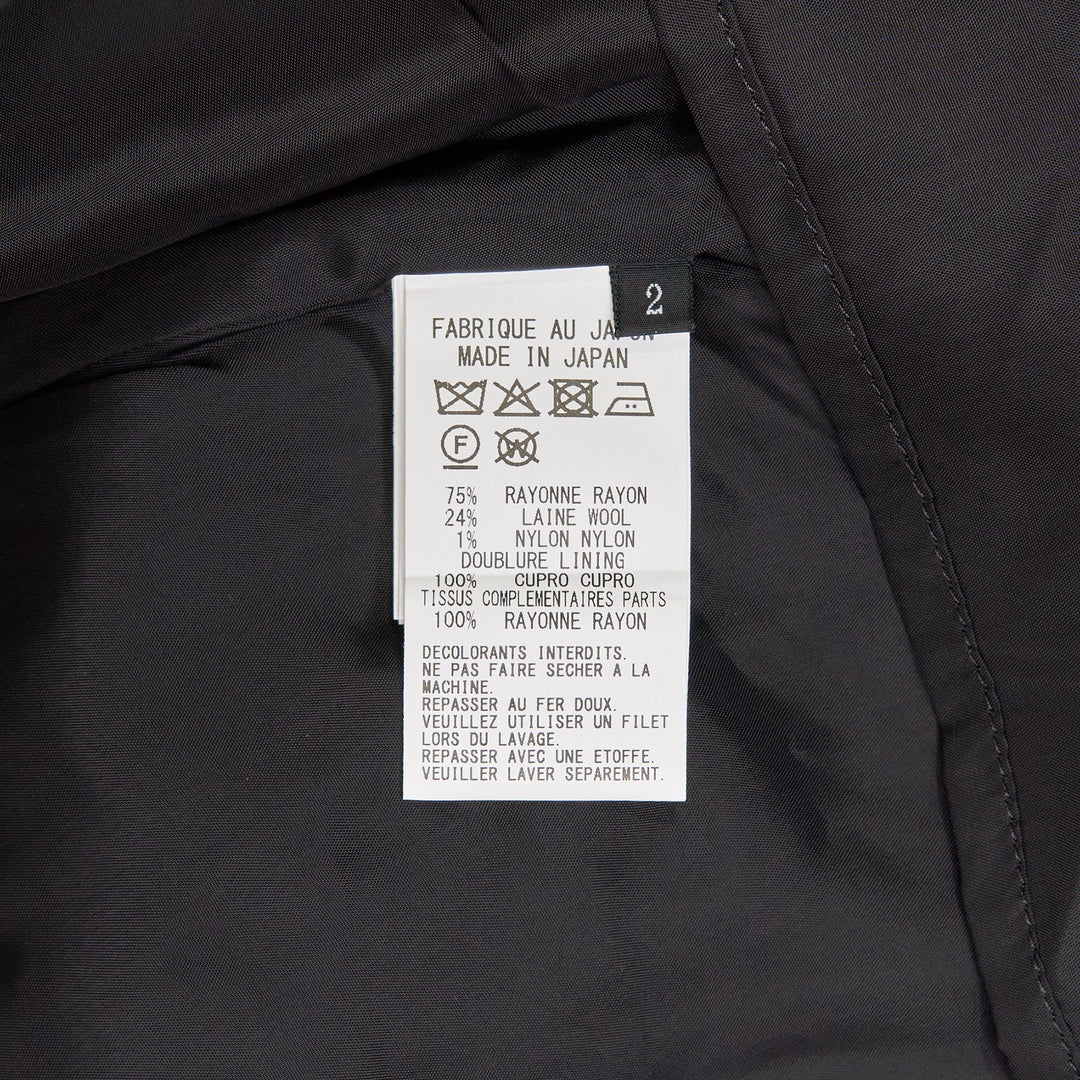 2
FABRIQUE AU JAPON
MADE IN JAPAN
F W
75% RAYONNE RAYON
24% LAINE WOOL
1% NYLON NYLON
DOUBLURE LINING
100% CUPRO CUPRO
TISSUS COMPLEMENTAIRES PARTS
100% RAYONNE RAYON
DECOLORANTS INTERDITS.
NE PAS FAIRE SECHER A LA
MACHINE.
REPASSER AU FER DOUX.
VEUILLEZ UTILISER UN FILET
LORS DU LAVAGE.
REPASSER AVEC UNE ETOFFE.
VEUILLER LAVER SEPAREMENT.